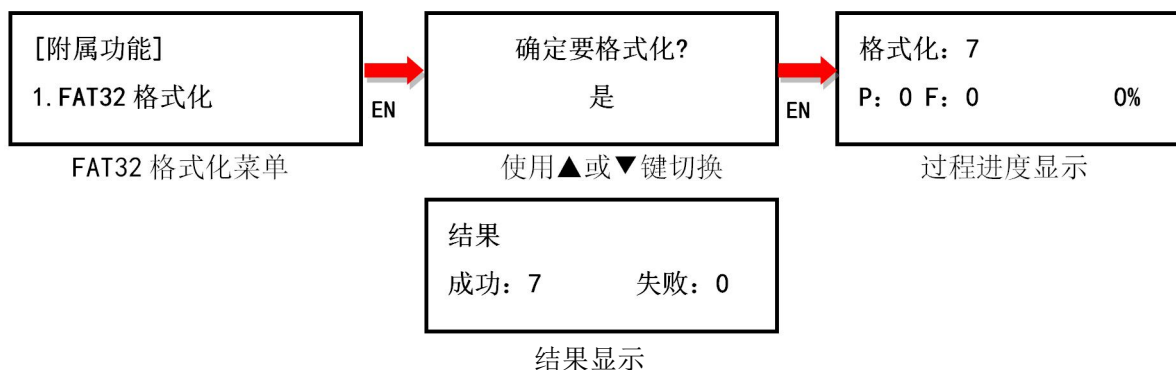 [附属功能]
1.FAT32 格式化
FAT32 格式化菜单
EN
确定要格式化?
是
使用▲或▼键切换
EN
格式化：7
P：0 F：0 0%
过程进度显示
结果
成功：7 失败：0
结果显示